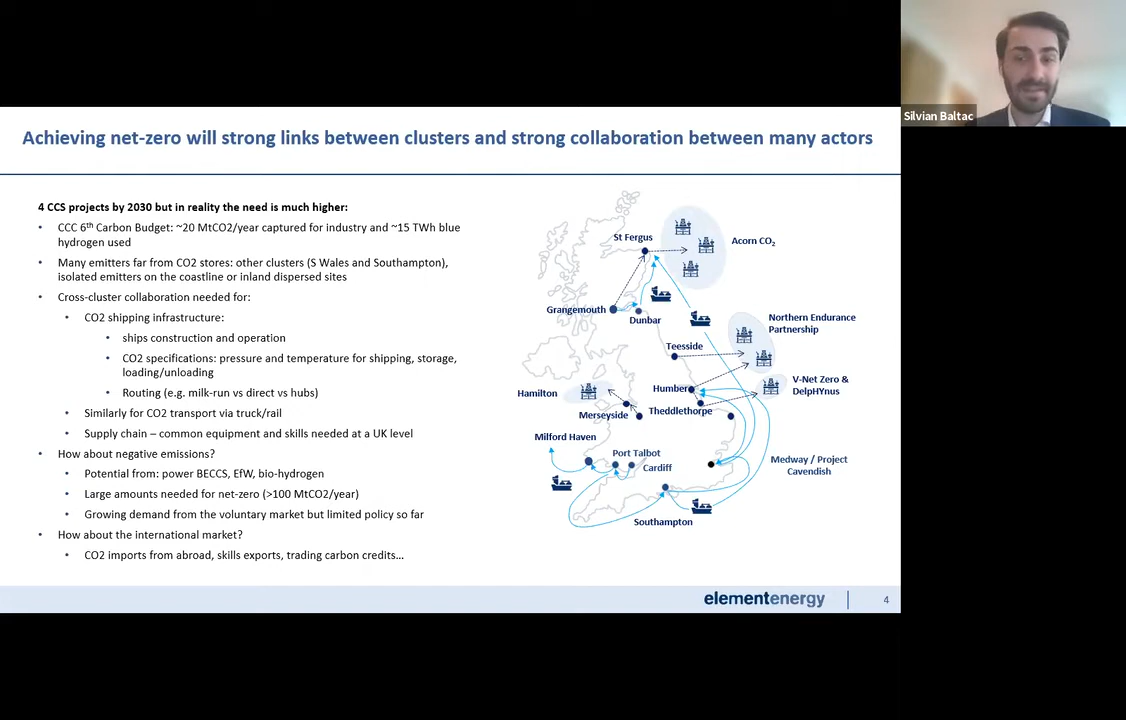 Silvian Baltac
Achieving net-zero will strong links between clusters and strong collaboration between many actors
4 CCS projects by 2030 but in reality the need is much higher:
• CCC 6th Carbon Budget: ~20 MtCO2/year captured for industry and ~15 TWh blue
hydrogen used
• Many emitters far from CO2 stores: other clusters (S Wales and Southampton),
isolated emitters on the coastline or inland dispersed sites
• Cross-cluster collaboration needed for:
• CO2 shipping infrastructure:
• ships construction and operation
• CO2 specifications: pressure and temperature for shipping, storage,
loading/unloading
• Routing (e.g. milk-run vs direct vs hubs)
• Similarly for CO2 transport via truck/rail
• Supply chain – common equipment and skills needed at a UK level
• How about negative emissions?
• Potential from: power BECCS, EfW, bio-hydrogen
• Large amounts needed for net-zero (>100 MtCO2/year)
• Growing demand from the voluntary market but limited policy so far
• How about the international market?
• CO2 imports from abroad, skills exports, trading carbon credits...
St Fergus
Acorn CO2
Grangemouth
Dunbar
Northern Endurance
Partnership
Teesside
V-Net Zero &
DelpHYnus
Humber
Hamilton
Theddlethorpe
Merseyside
Milford Haven
Port Talbot
Cardiff
Medway / Project
Cavendish
Southampton
elementenergy
4